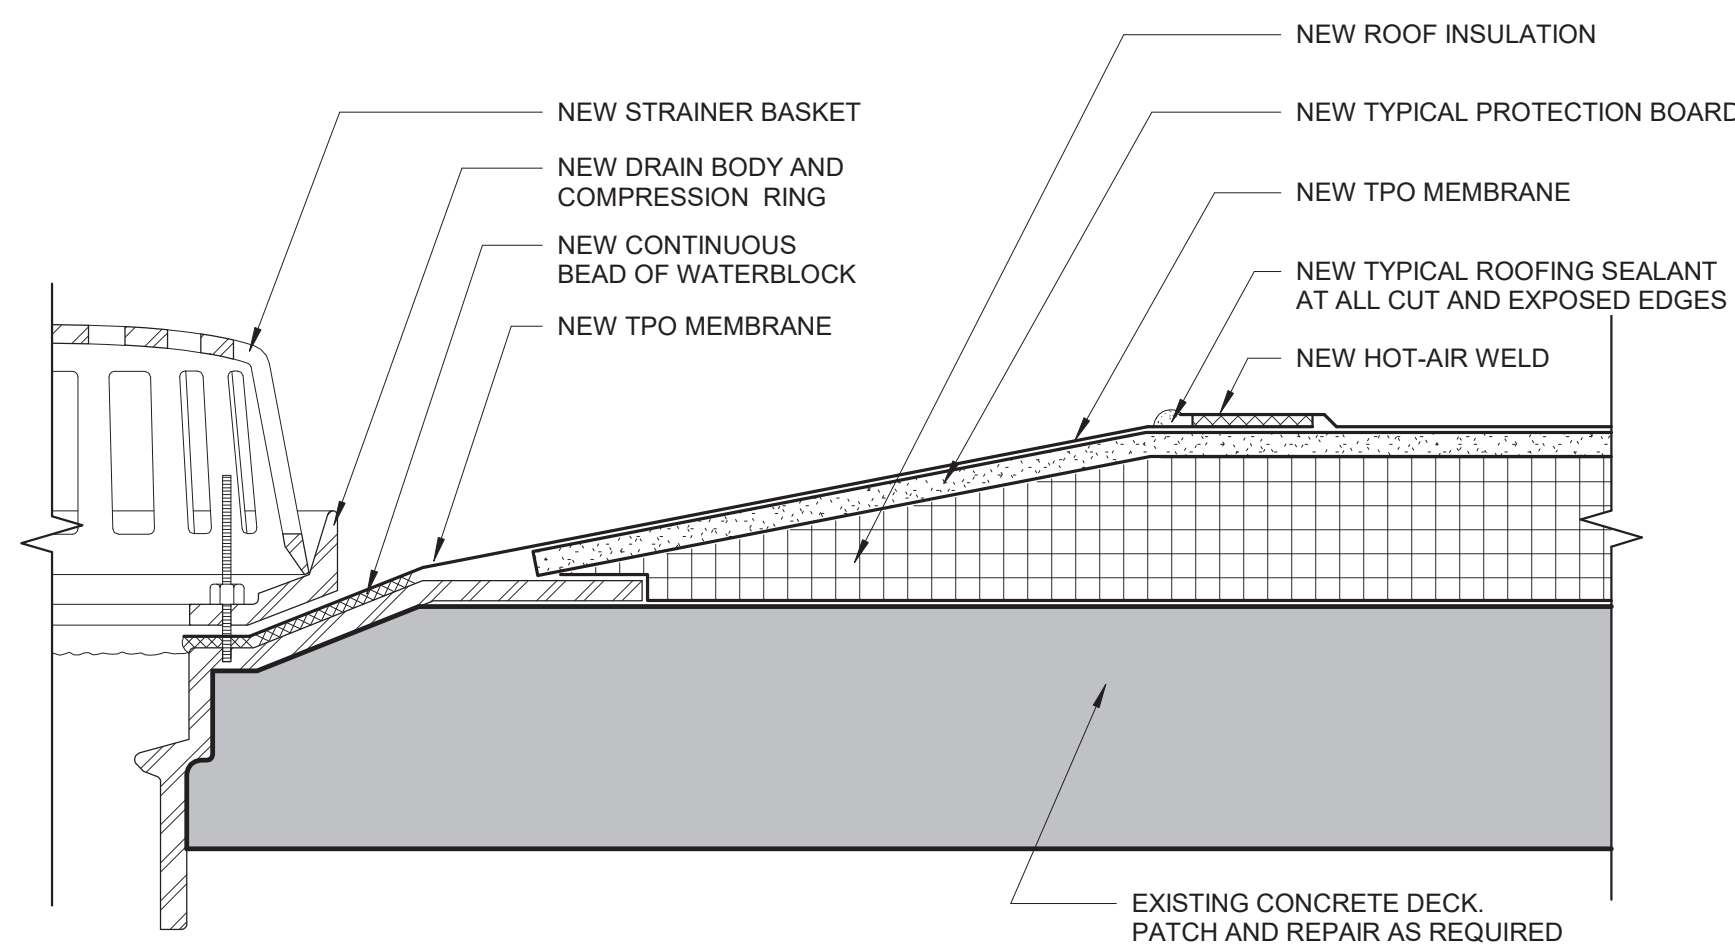 NEW ROOF INSULATION
NEW STRAINER BASKET
NEW TYPICAL PROTECTION BOARD
NEW DRAIN BODY AND
COMPRESSION RING
NEW TPO MEMBRANE
NEW CONTINUOUS
BEAD OF WATERBLOCK
NEW TYPICAL ROOFING SEALANT
AT ALL CUT AND EXPOSED EDGES
NEW TPO MEMBRANE
NEW HOT-AIR WELD
EXISTING CONCRETE DECK.
PATCH AND REPAIR AS REQUIRED